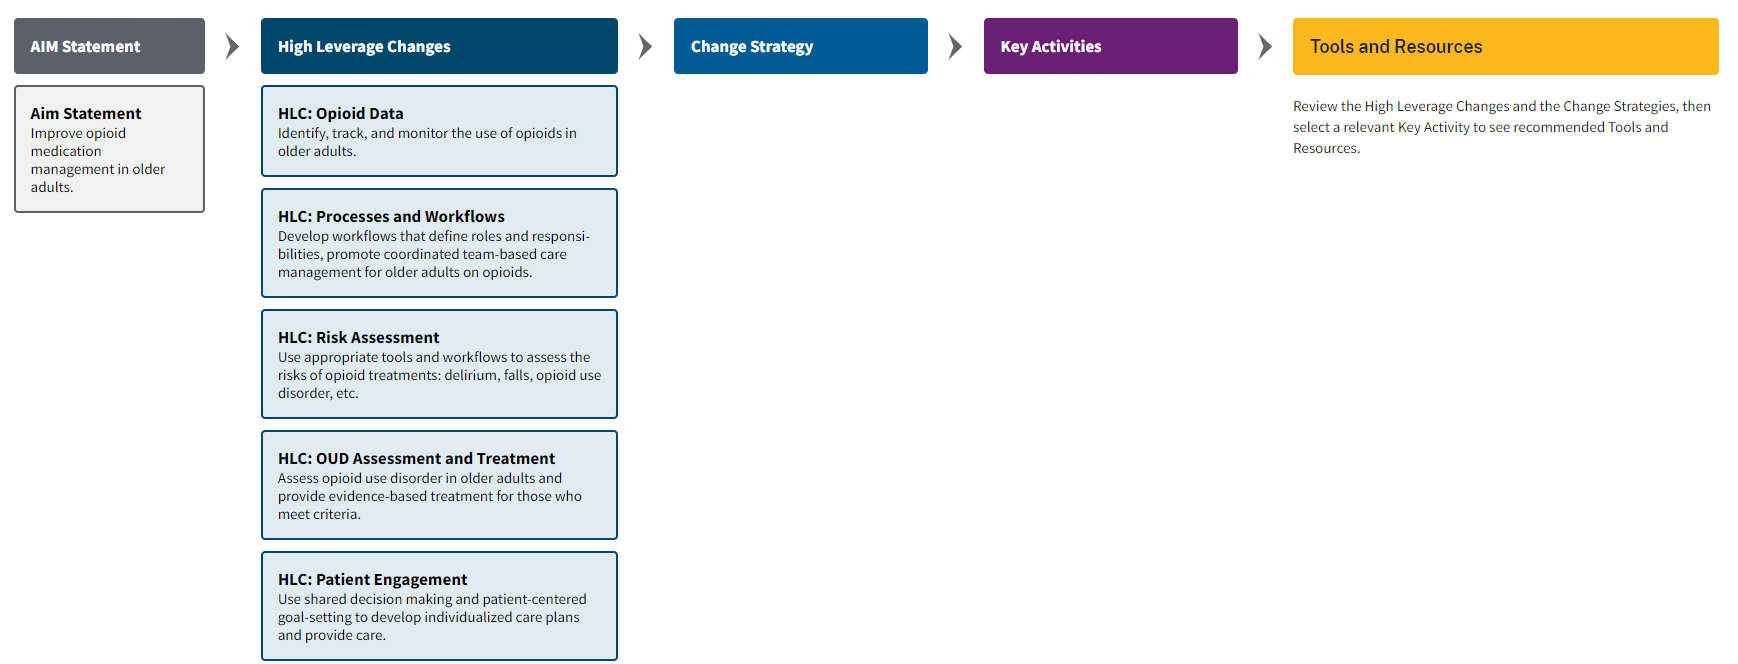 AIM Statement
High Leverage Changes
Change Strategy
Key Activities
Tools and Resources
Aim Statement
Improve opioid
medication
management in older
adults.
HLC: Opioid Data
Identify, track, and monitor the use of opioids in
older adults.
HLC: Processes and Workflows
Develop workflows that define roles and responsi-
bilities, promote coordinated team-based care
management for older adults on opioids.
HLC: Risk Assessment
Use appropriate tools and workflows to assess the
risks of opioid treatments: delirium, falls, opioid use
disorder, etc.
HLC: OUD Assessment and Treatment
Assess opioid use disorder in older adults and
provide evidence-based treatment for those who
meet criteria.
HLC: Patient Engagement
Use shared decision making and patient-centered
goal-setting to develop individualized care plans
and provide care.
Review the High Leverage Changes and the Change Strategies, then
select a relevant Key Activity to see recommended Tools and
Resources.